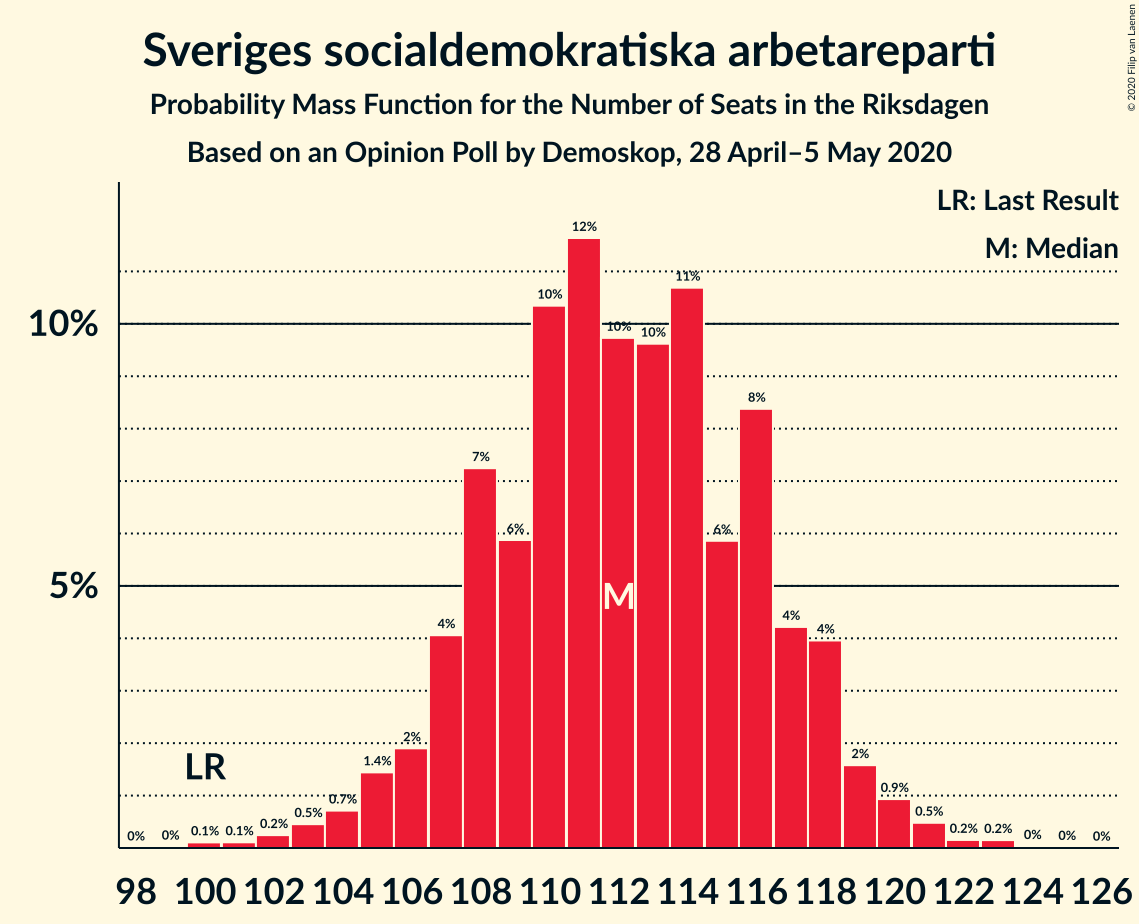 Sveriges socialdemokratiska arbetareparti
Probability Mass Function for the Number of Seats in the Riksdagen
Based on an Opinion Poll by Demoskop, 28 April–5 May 2020
© 2020 Filip van Laenen
LR: Last Result
M: Median
10%
5%
0% 0% 0.1% 0.1% 0.2% 0.5% 0.7% 1.4% 2% 4% 7% 6% 10% 12% 10% 10% 11% 6% 8% 4% 4% 2% 0.9% 0.5% 0.2% 0.2% 0% 0% 0%
LR
M
98 100 102 104 106 108 110 112 114 116 118 120 122 124 126